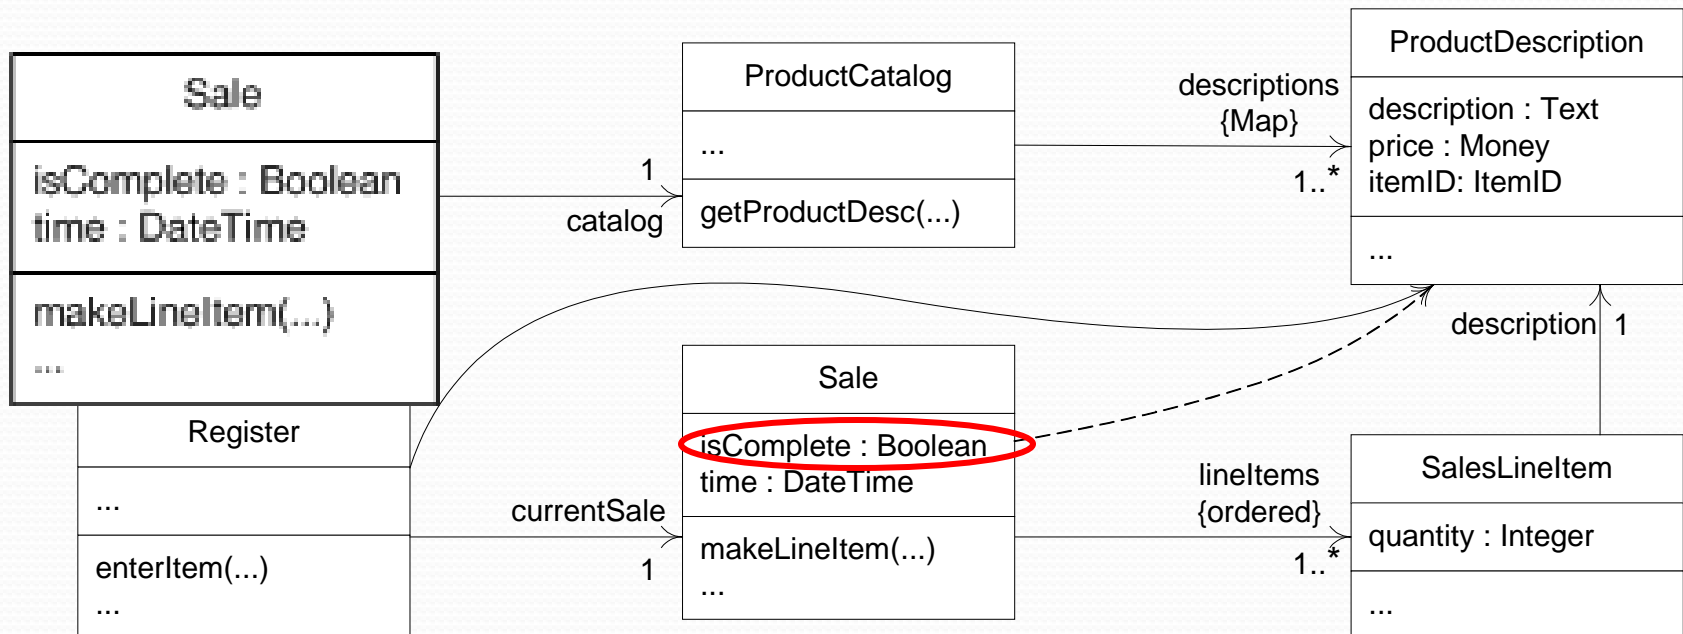 Sale
isComplete : Boolean
time : DateTime
makeLineItem(...)
...
Register
...
enterItem(...)
...
ProductCatalog
...
getProductDesc(...)
1
catalog
descriptions
{Map}
1..*
ProductDescription
description : Text
price : Money
itemID: ItemID
...
description
1
Sale
isComplete : Boolean
time : DateTime
makeLineItem(...)
...
currentSale
1
lineItems
{ordered}
1..*
SalesLineItem
quantity : Integer
...